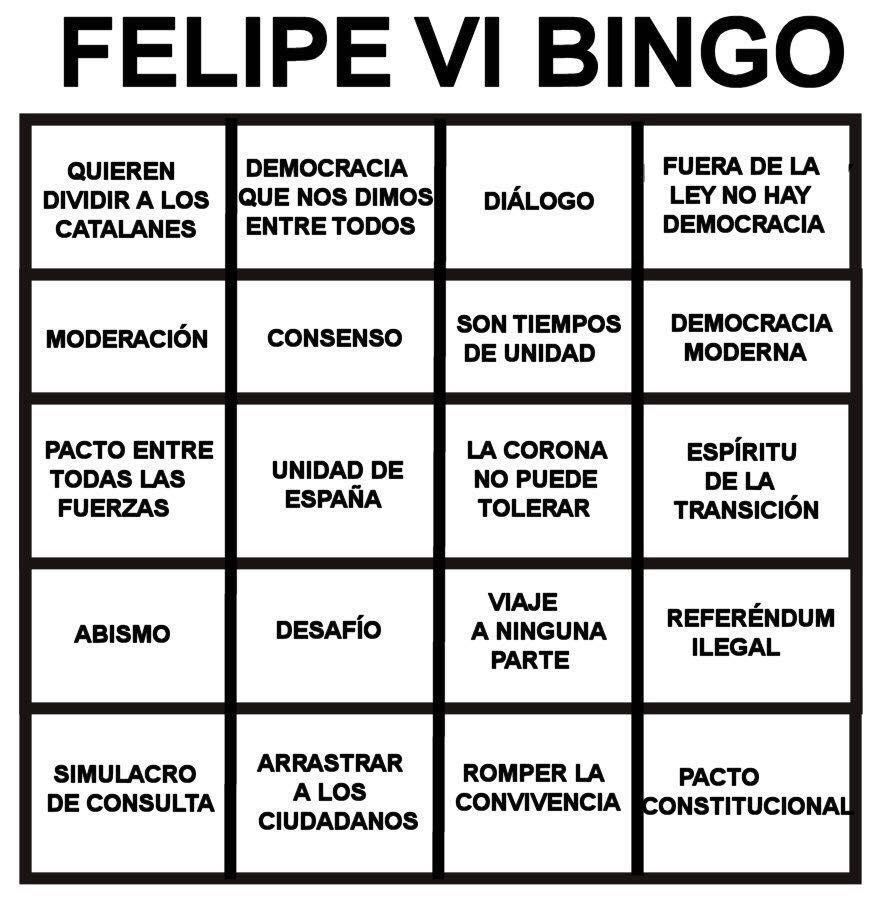 FELIPE VI BINGO
QUIEREN
DIVIDIR A LOS
CATALANES
DEMOCRACIA
QUE NOS DIMOS
ENTRE TODOS
DIÁLOGO
FUERA DE LA
LEY NO HAY
DEMOCRACIA
MODERACIÓN
CONSENSO
SON TIEMPOS
DE UNIDAD
DEMOCRACIA
MODERNA
PACTO ENTRE
TODAS LAS
FUERZAS
UNIDAD DE
ESPAÑA
LA CORONA
NO PUEDE
TOLERAR
ESPÍRITU
DE LA
TRANSICIÓN
ABISMO
DESAFÍO
VIAJE
A NINGUNA
PARTE
REFERÉNDUM
ILEGAL
SIMULACRO
DE CONSULTA
ARRASTRAR
A LOS
CIUDADANOS
ROMPER LA
CONVIVENCIA
PACTO
CONSTITUCIONAL